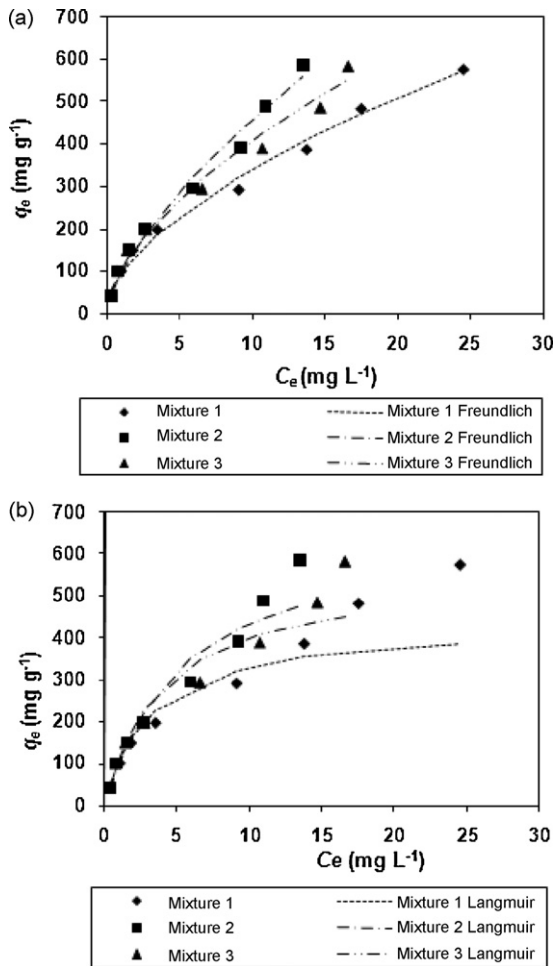 (a)
700
600
500
400
300
200
100
0
qe (mg g-1)
0 5 10 15 20 25 30
Ce (mg L-1)
Mixture 1 Mixture 1 Freundlich
Mixture 2 Mixture 2 Freundlich
Mixture 3 Mixture 3 Freundlich
(b)
700
600
500
400
300
200
100
0
qe (mg g-1)
0 5 10 15 20 25 30
Ce (mg L-1)
Mixture 1 Mixture 1 Langmuir
Mixture 2 Mixture 2 Langmuir
Mixture 3 Mixture 3 Langmuir